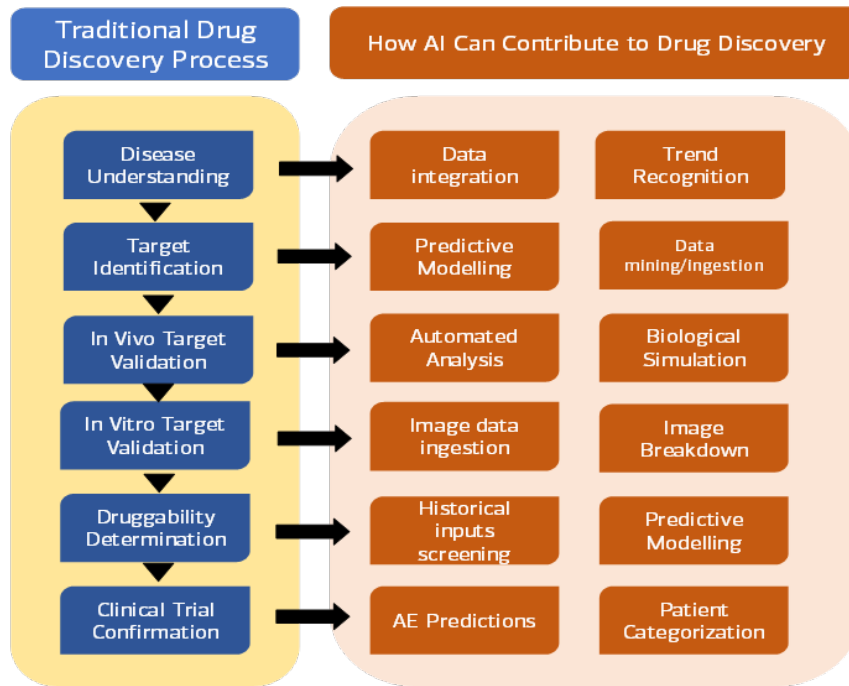 Traditional Drug
Discovery Process
How AI Can Contribute to Drug Discovery
Disease
Understanding
Data
integration
Trend
Recognition
Target
Identification
Predictive
Modelling
Data
mining/ingestion
In Vivo Target
Validation
Automated
Analysis
Biological
Simulation
In Vitro Target
Validation
Image data
ingestion
Image
Breakdown
Druggability
Determination
Historical
inputs
screening
Predictive
Modelling
Clinical Trial
Confirmation
AE Predictions
Patient
Categorization